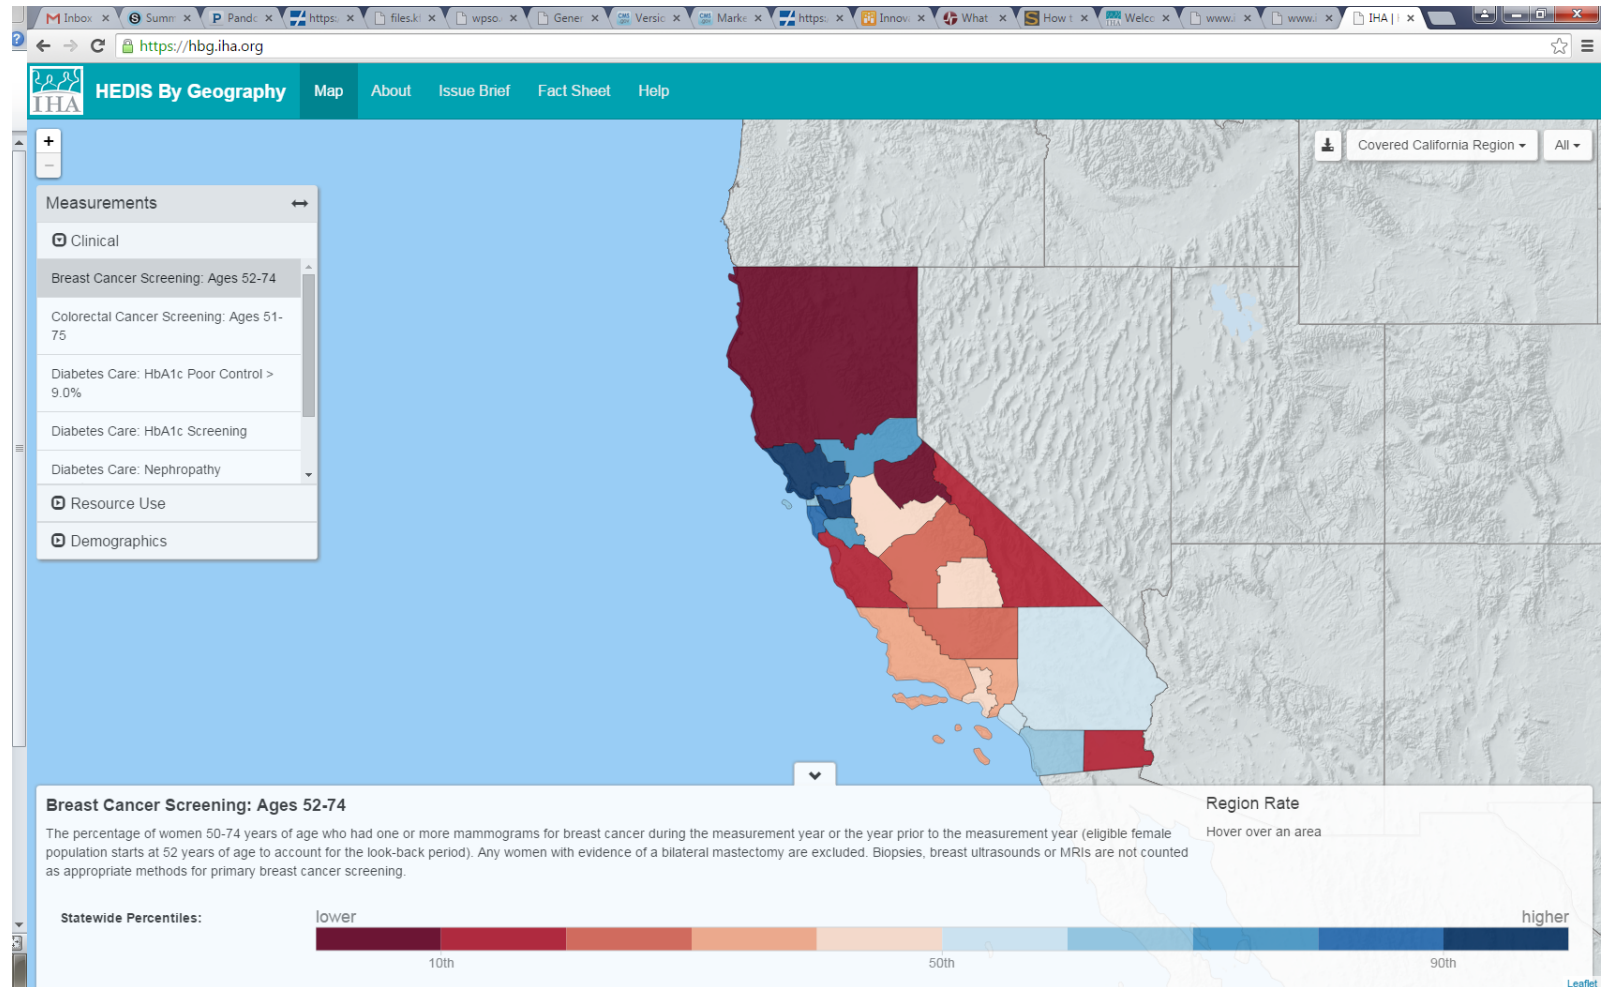 Inbox
Summ
Pandc
https:
files.k
wpso.
Gener
Versic
Marke
https:
Innov
What
How t
Welco
www.i
www.i
IHA | 
https://hbg.iha.org
IHA
HEDIS By Geography
Map
About
Issue Brief
Fact Sheet
Help
+
−
Covered California Region
All
Measurements
Clinical
Breast Cancer Screening: Ages 52-74
Colorectal Cancer Screening: Ages 51-
75
Diabetes Care: HbA1c Poor Control >
9.0%
Diabetes Care: HbA1c Screening
Diabetes Care: Nephropathy
Resource Use
Demographics
Breast Cancer Screening: Ages 52-74
The percentage of women 50-74 years of age who had one or more mammograms for breast cancer during the measurement year or the year prior to the measurement year (eligible female
population starts at 52 years of age to account for the look-back period). Any women with evidence of a bilateral mastectomy are excluded. Biopsies, breast ultrasounds or MRIs are not counted
as appropriate methods for primary breast cancer screening.
Region Rate
Hover over an area
Statewide Percentiles:
lower
higher
10th
50th
90th
Leaflet